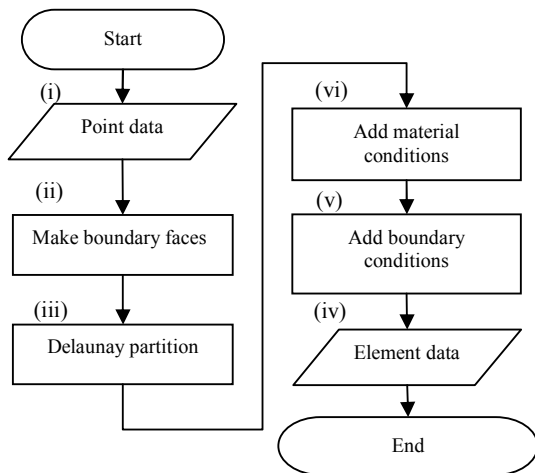 Start
(i)
Point data
(ii)
Make boundary faces
(iii)
Delaunay partition
(vi)
Add material
conditions
(v)
Add boundary
conditions
(iv)
Element data
End